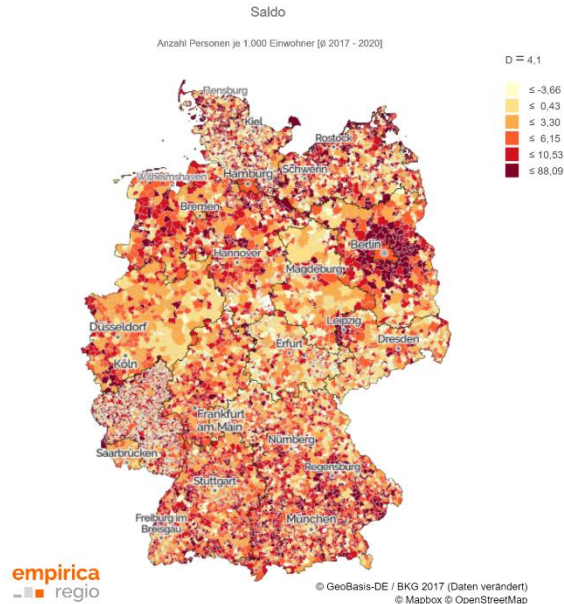 Saldo
Anzahl Personen je 1.000 Einwohner [ø 2017 - 2020]
D = 4,1
≤ -3,66
≤ 0,43
≤ 3,30
≤ 6,15
≤ 10,53
≤ 88,09
Flensburg
Kiel
Rostock
Wilhelmshaven
Hamburg
Schwerin
Bremen
Berlin
Hannover
Magdeburg
Düsseldorf
Leipzig
Köln
Erfurt
Dresden
Frankfurt
am Main
Nürnberg
Saarbrücken
Regensburg
Stuttgart
Freiburg im
Breisgau
München
empirica
regio
© GeoBasis-DE / BKG 2017 (Daten verändert)
© Mapbox © OpenStreetMap